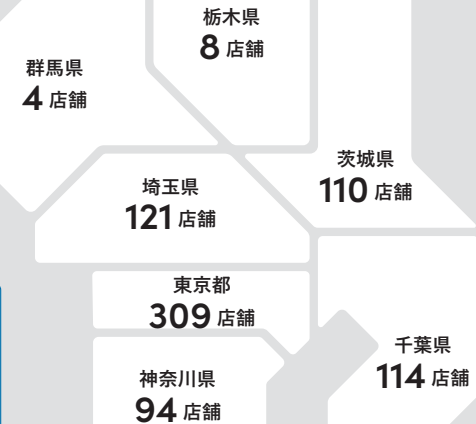 栃木県
8 店舗
群馬県
4 店舗
茨城県
110 店舗
埼玉県
121 店舗
東京都
309 店舗
千葉県
114 店舗
神奈川県
94 店舗